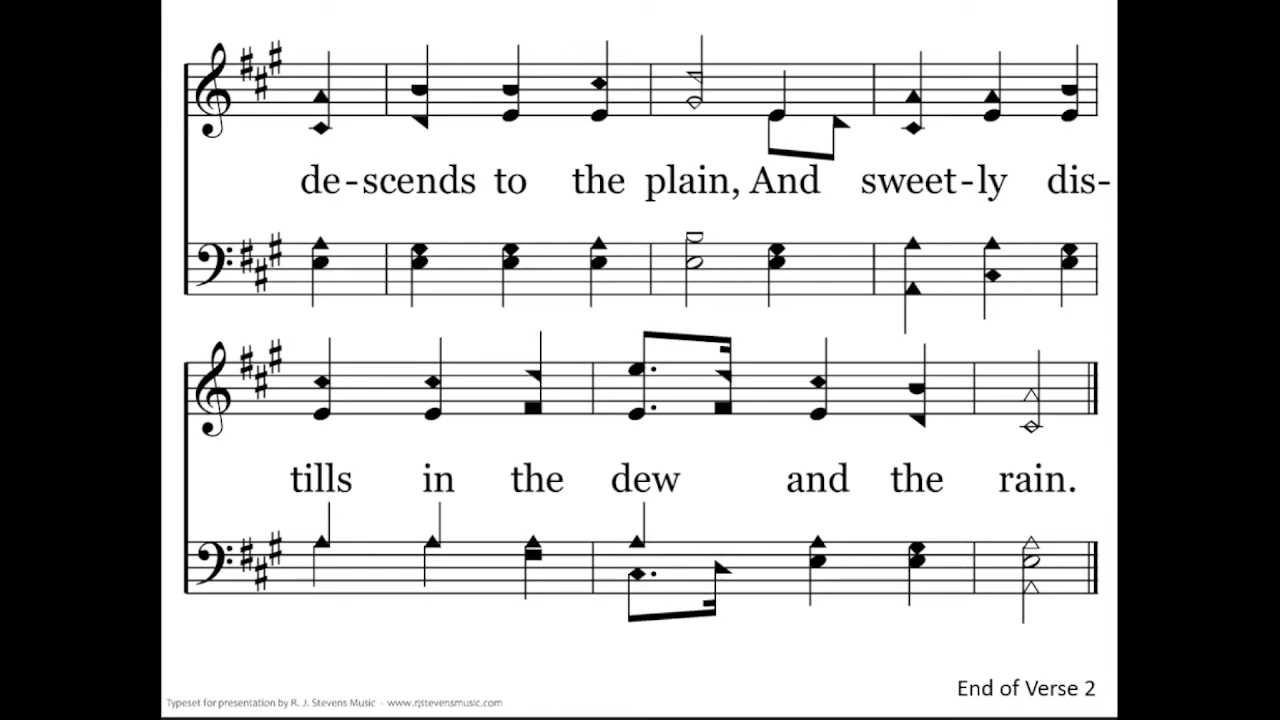 de-scends to the plain, And sweet-ly dis-
tills in the dew and the rain.
End of Verse 2
Typeset for presentation by R. J. Stevens Music - www.rjstevensmusic.com